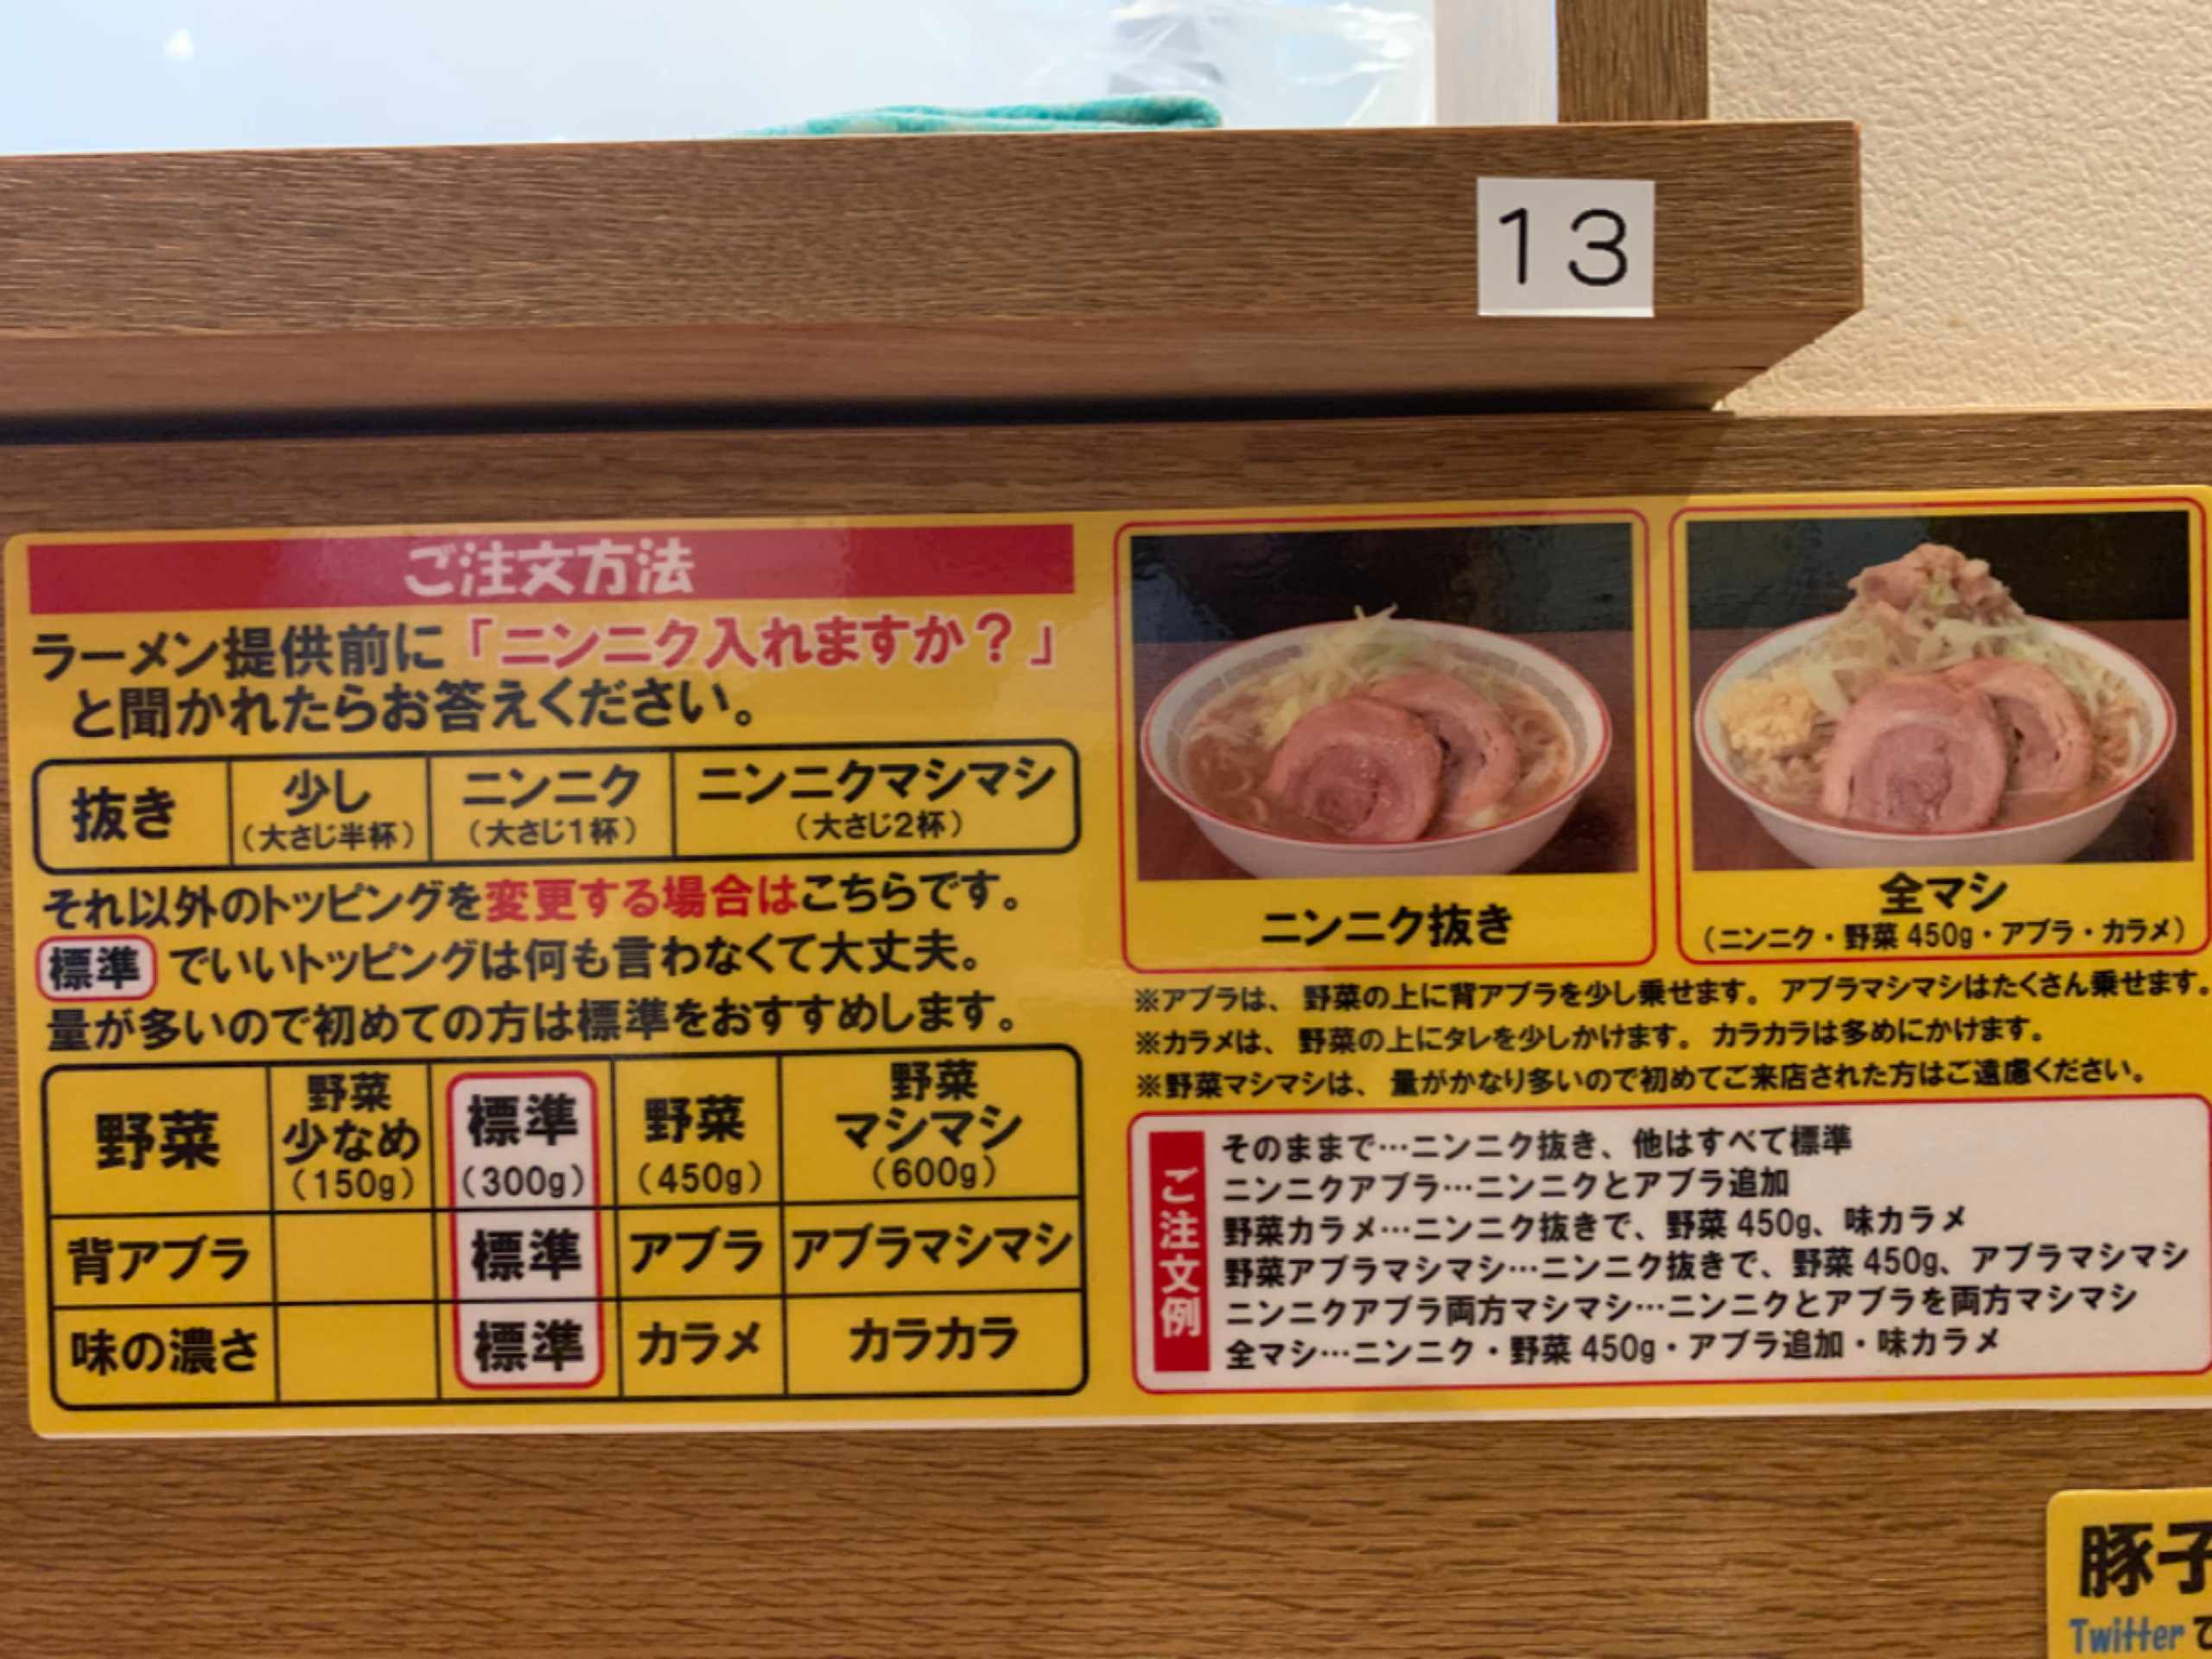 13
ご注文方法
ラーメン提供前に「ニンニク入れますか？」
と聞かれたらお答えください。
抜き 少し ニンニク ニンニクマシマシ
（大さじ半杯） （大さじ1杯） （大さじ2杯）
それ以外のトッピングを変更する場合はこちらです。
標準 でいいトッピングは何も言わなくて大丈夫。
量が多いので初めての方は標準をおすすめします。
野菜 野菜少なめ（150g） 標準（300g） 野菜（450g） 野菜マシマシ（600g）
背アブラ 標準 アブラ アブラマシマシ
味の濃さ 標準 カラメ カラカラ
ニンニク抜き
全マシ
（ニンニク・野菜 450g・アブラ・カラメ）
※アブラは、野菜の上に背アブラを少し乗せます。アブラマシマシはたくさん乗せます。
※カラメは、野菜の上にタレを少しかけます。カラカラは多めにかけます。
※野菜マシマシは、量がかなり多いので初めてご来店された方はご遠慮ください。
ご注文例
そのままで…ニンニク抜き、他はすべて標準
ニンニクアブラ…ニンニクとアブラ追加
野菜カラメ…ニンニク抜きで、野菜 450g、味カラメ
野菜アブラマシマシ…ニンニク抜きで、野菜 450g、アブラマシマシ
ニンニクアブラ両方マシマシ…ニンニクとアブラを両方マシマシ
全マシ…ニンニク・野菜 450g・アブラ追加・味カラメ
豚子
Twitterで